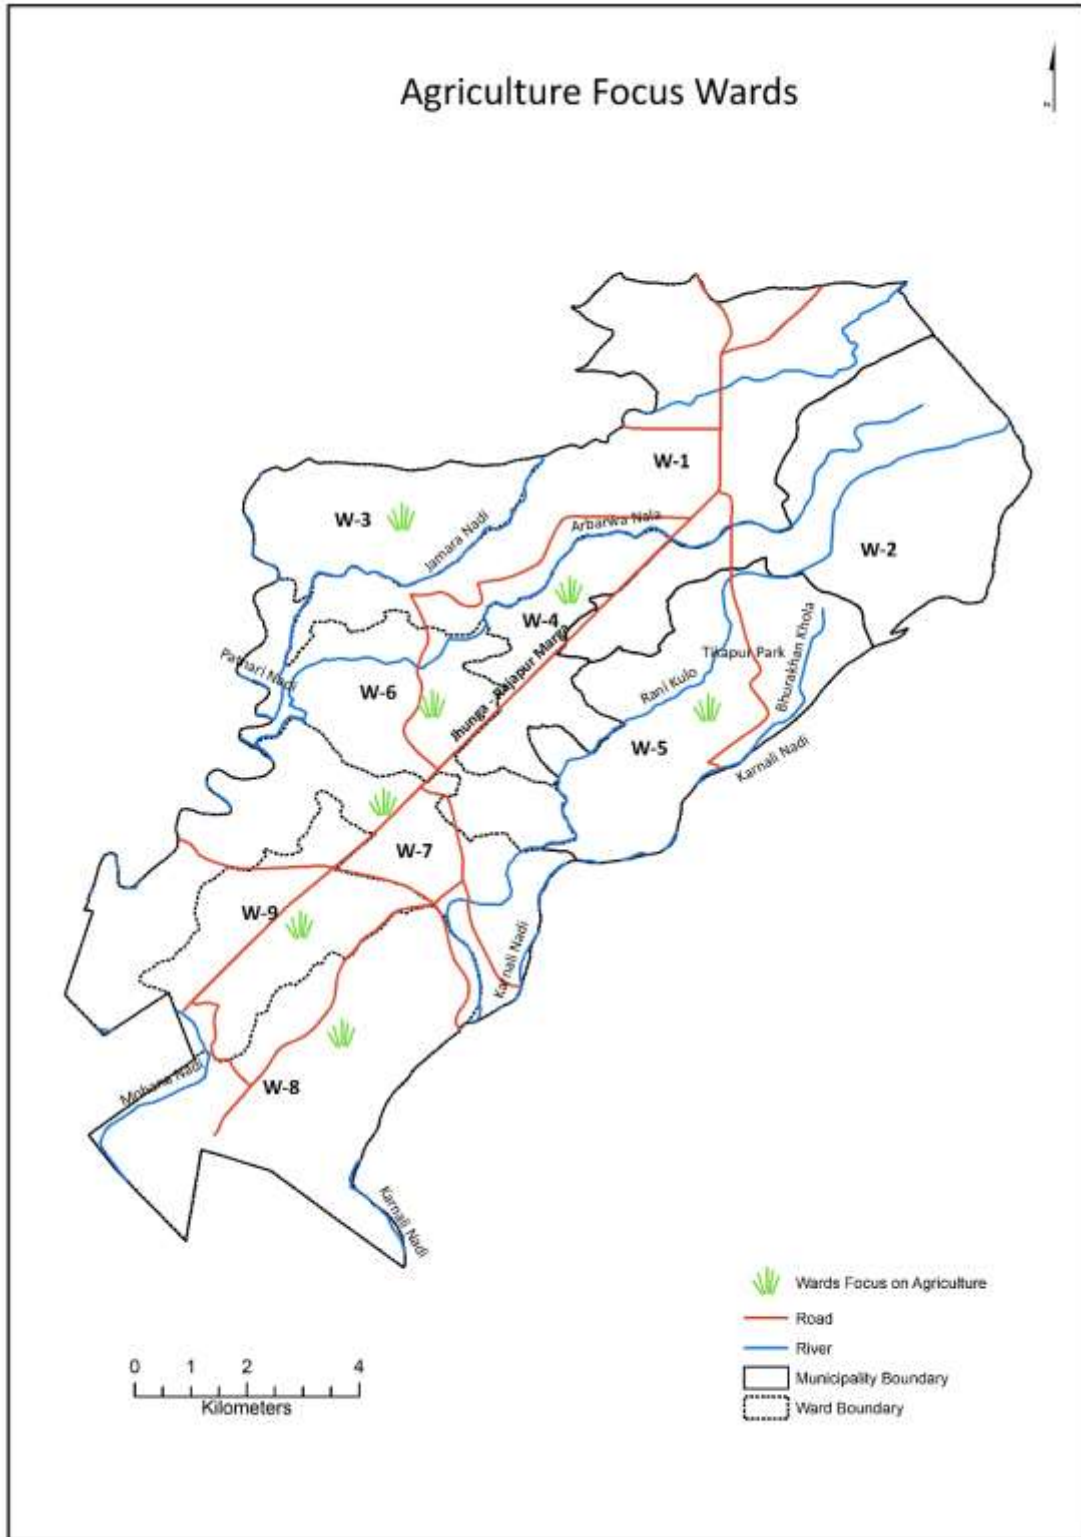 Agriculture Focus Wards
W-1
W-3
Jamara Nadi
Arbarwa Nala
W-2
W-4
Jhunga - Rajapur Marga
Tikapur Park
Bhurakhan Khola
Pathari Nadi
W-6
Rani Kulo
W-5
Karnali Nadi
W-7
W-9
Karnali Nadi
Mohana Nadi
W-8
Karnali Nadi
Wards Focus on Agriculture
Road
River
Municipality Boundary
Ward Boundary
0 1 2 4
Kilometers